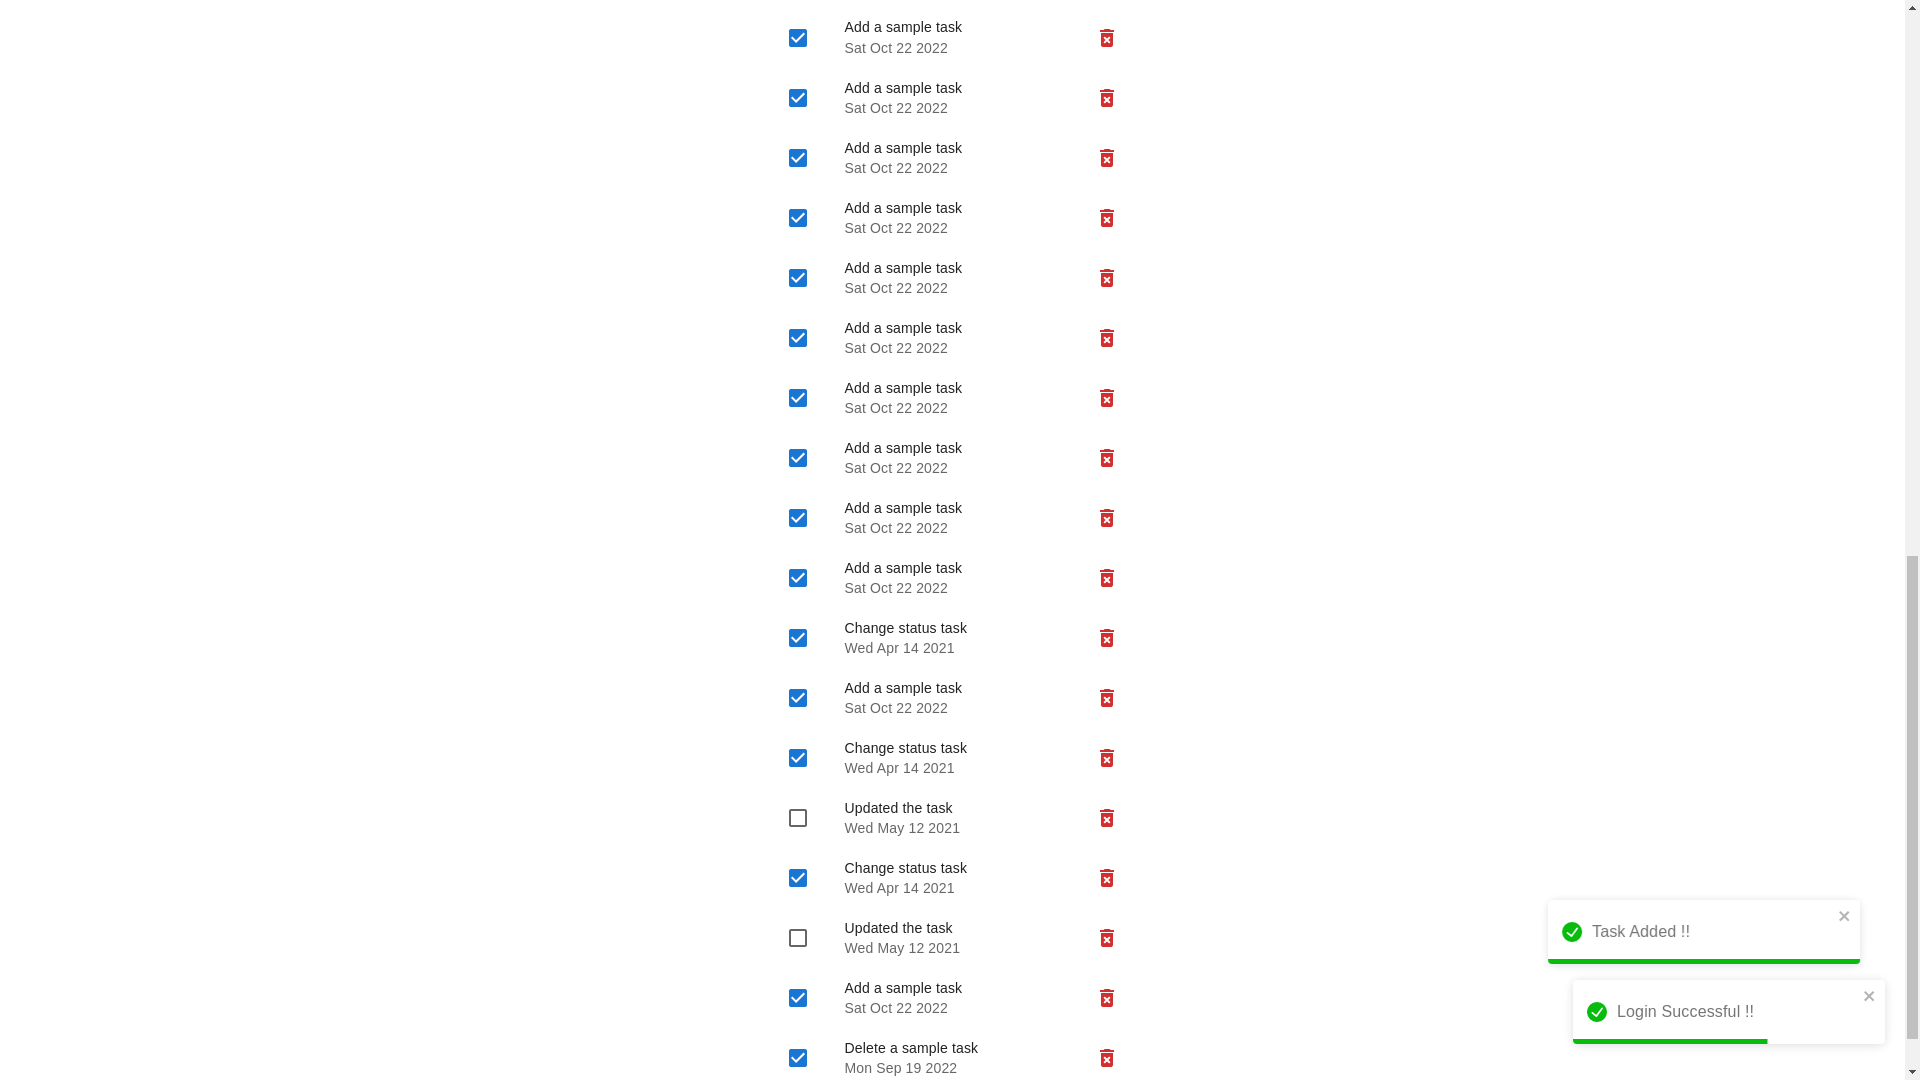 Add a sample task
Sat Oct 22 2022
Add a sample task
Sat Oct 22 2022
Add a sample task
Sat Oct 22 2022
Add a sample task
Sat Oct 22 2022
Add a sample task
Sat Oct 22 2022
Add a sample task
Sat Oct 22 2022
Add a sample task
Sat Oct 22 2022
Add a sample task
Sat Oct 22 2022
Add a sample task
Sat Oct 22 2022
Add a sample task
Sat Oct 22 2022
Change status task
Wed Apr 14 2021
Add a sample task
Sat Oct 22 2022
Change status task
Wed Apr 14 2021
Updated the task
Wed May 12 2021
Change status task
Wed Apr 14 2021
Updated the task
Wed May 12 2021
Add a sample task
Sat Oct 22 2022
Delete a sample task
Mon Sep 19 2022
Task Added !!
Login Successful !!